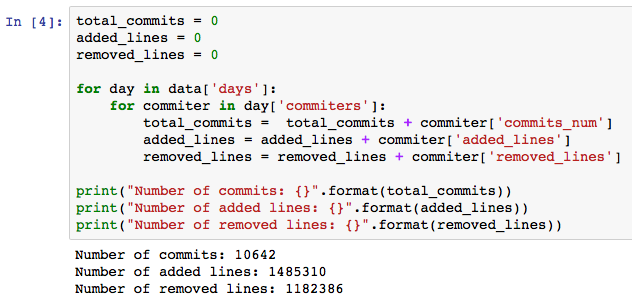 In [4]: total_commits = 0
added_lines = 0
removed_lines = 0

for day in data['days']:
    for commiter in day['commiters']:
        total_commits =  total_commits + commiter['commits_num']
        added_lines = added_lines + commiter['added_lines']
        removed_lines = removed_lines + commiter['removed_lines']

print("Number of commits: {}".format(total_commits))
print("Number of added lines: {}".format(added_lines))
print("Number of removed lines: {}".format(removed_lines))
Number of commits: 10642
Number of added lines: 1485310
Number of removed lines: 1182386